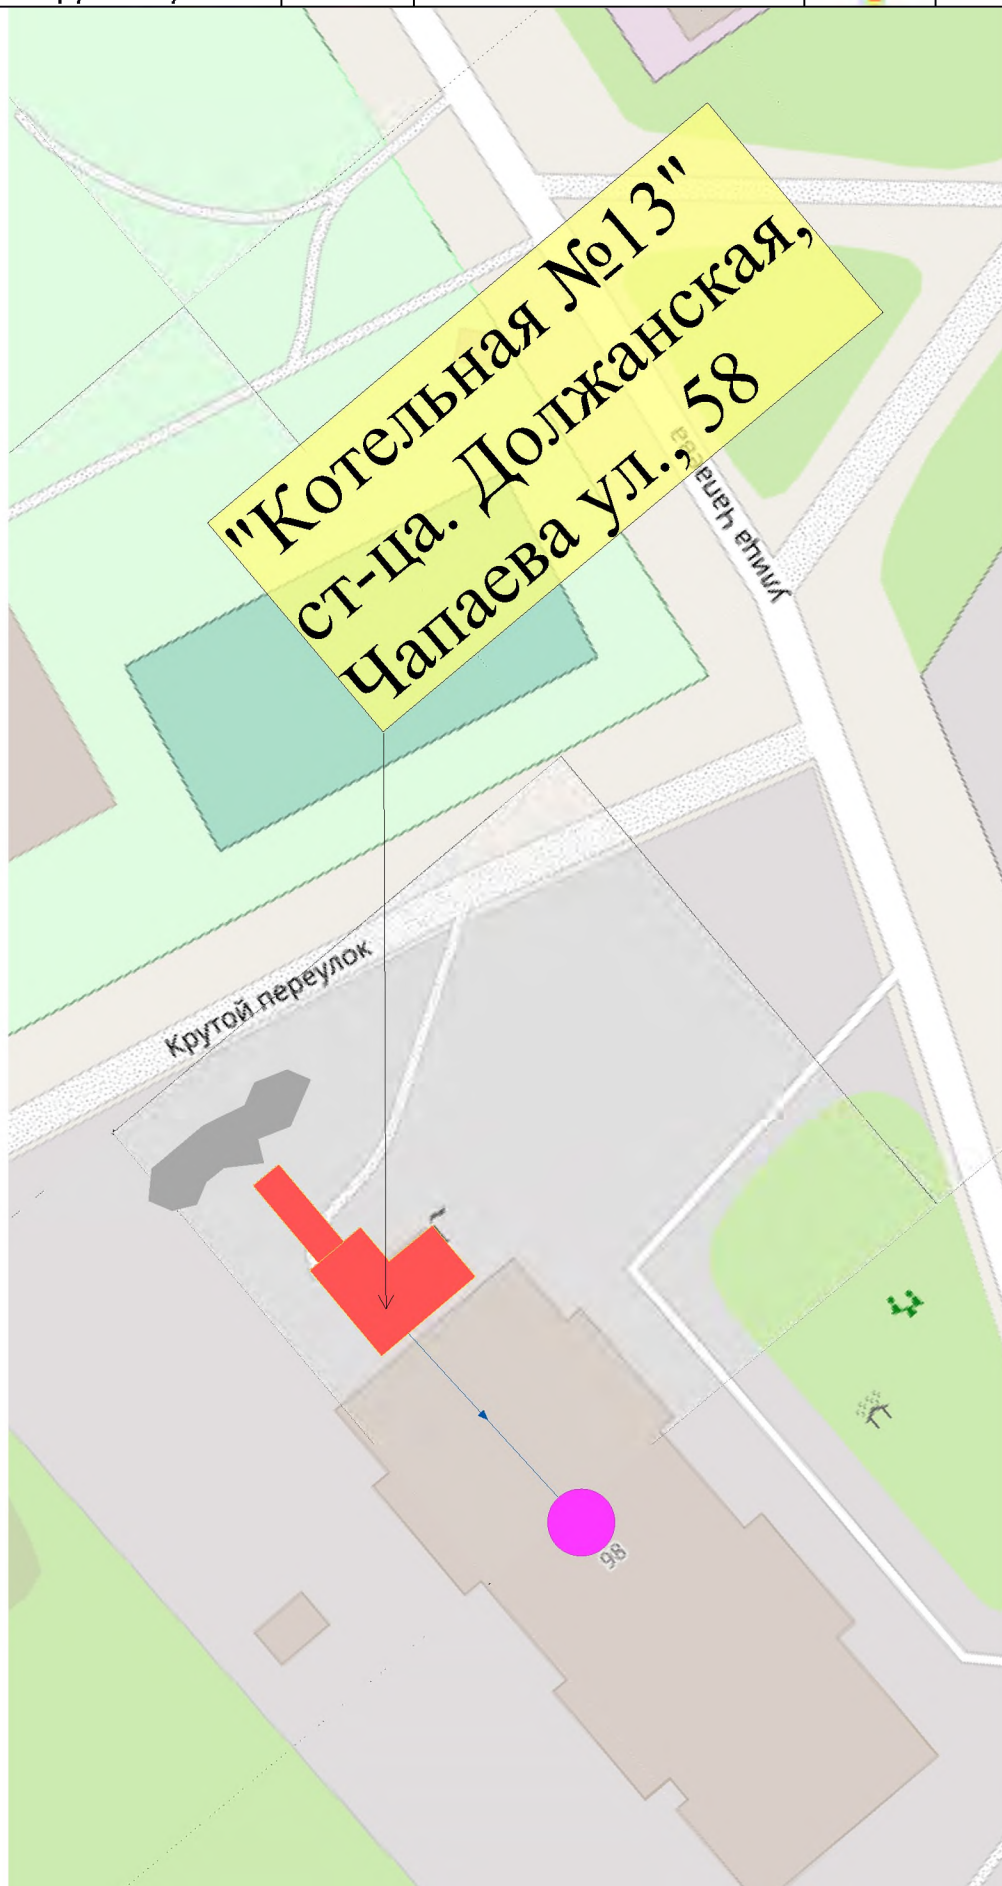 "Котельная №13"
ст-ца. Должанская,
Чапаева ул., 58
улица Чапаева
Крутой переулок
98